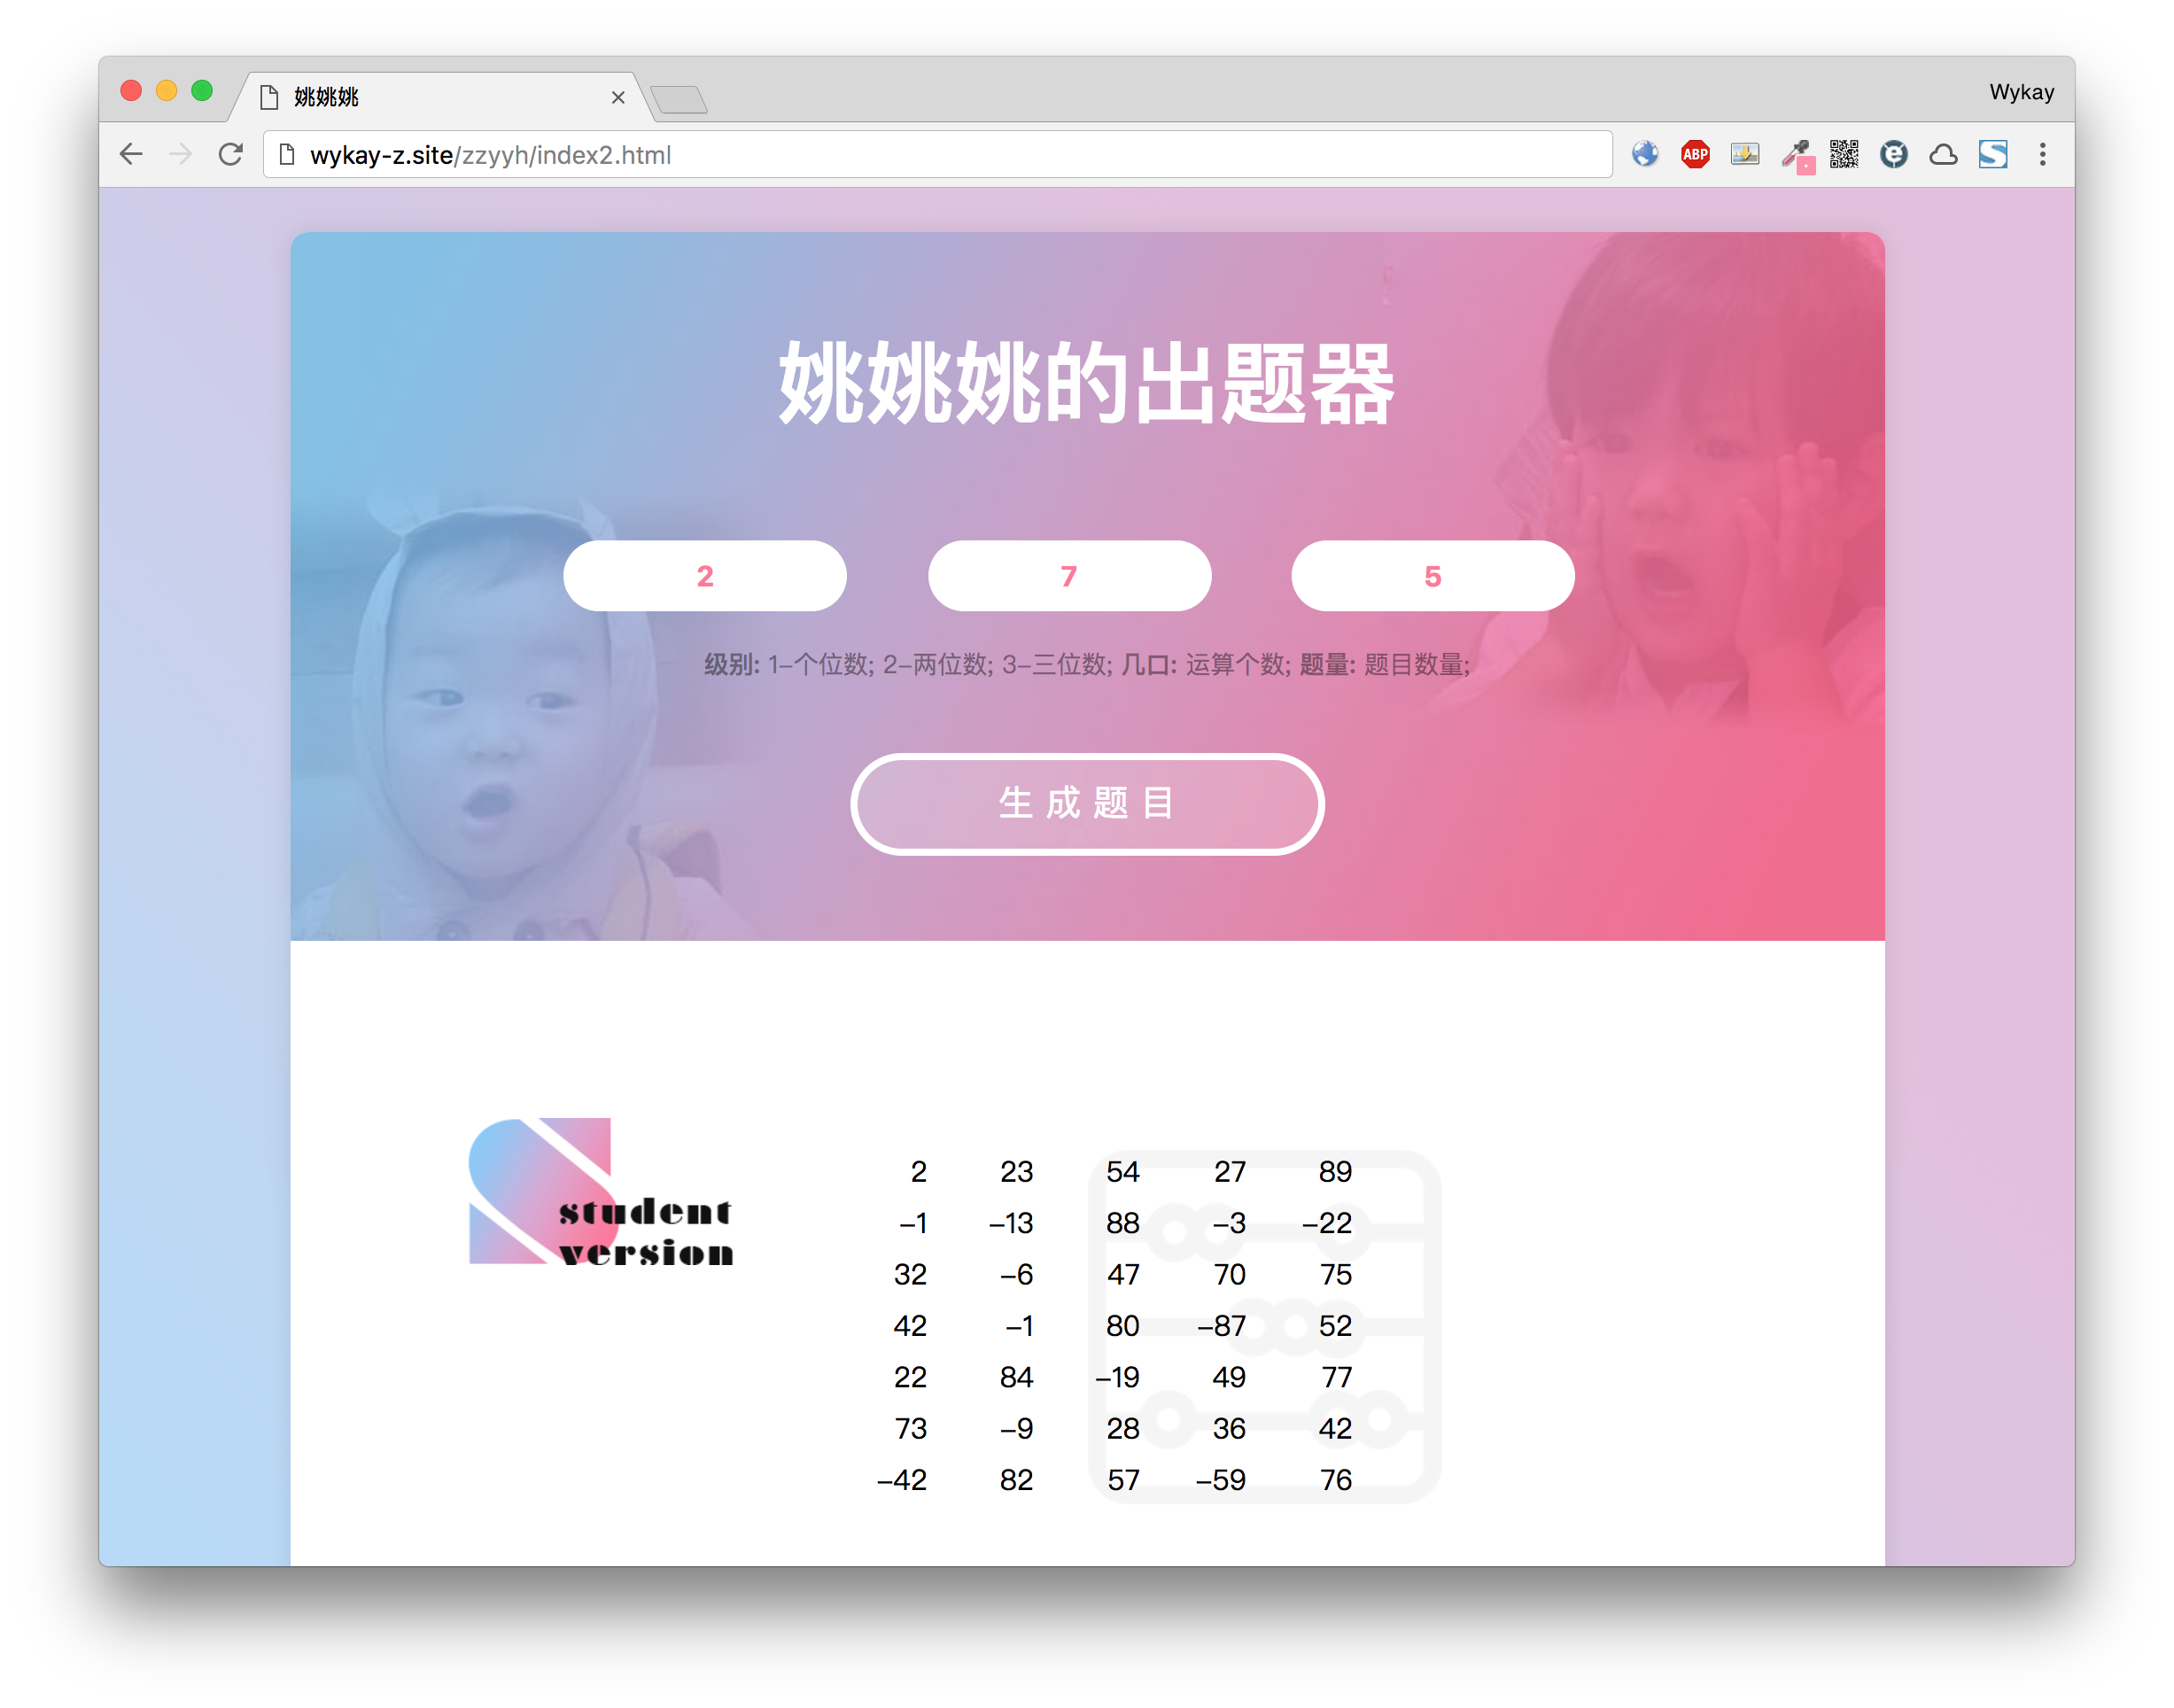 姚姚姚
Wykay
wykay-z.site/zzyyh/index2.html
ABP
姚姚姚的出题器
2 7 5
级别: 1–个位数; 2–两位数; 3–三位数; 几口: 运算个数; 题量: 题目数量;
生成题目
student
version
2 23 54 27 89
–1 –13 88 –3 –22
32 –6 47 70 75
42 –1 80 –87 52
22 84 –19 49 77
73 –9 28 36 42
–42 82 57 –59 76